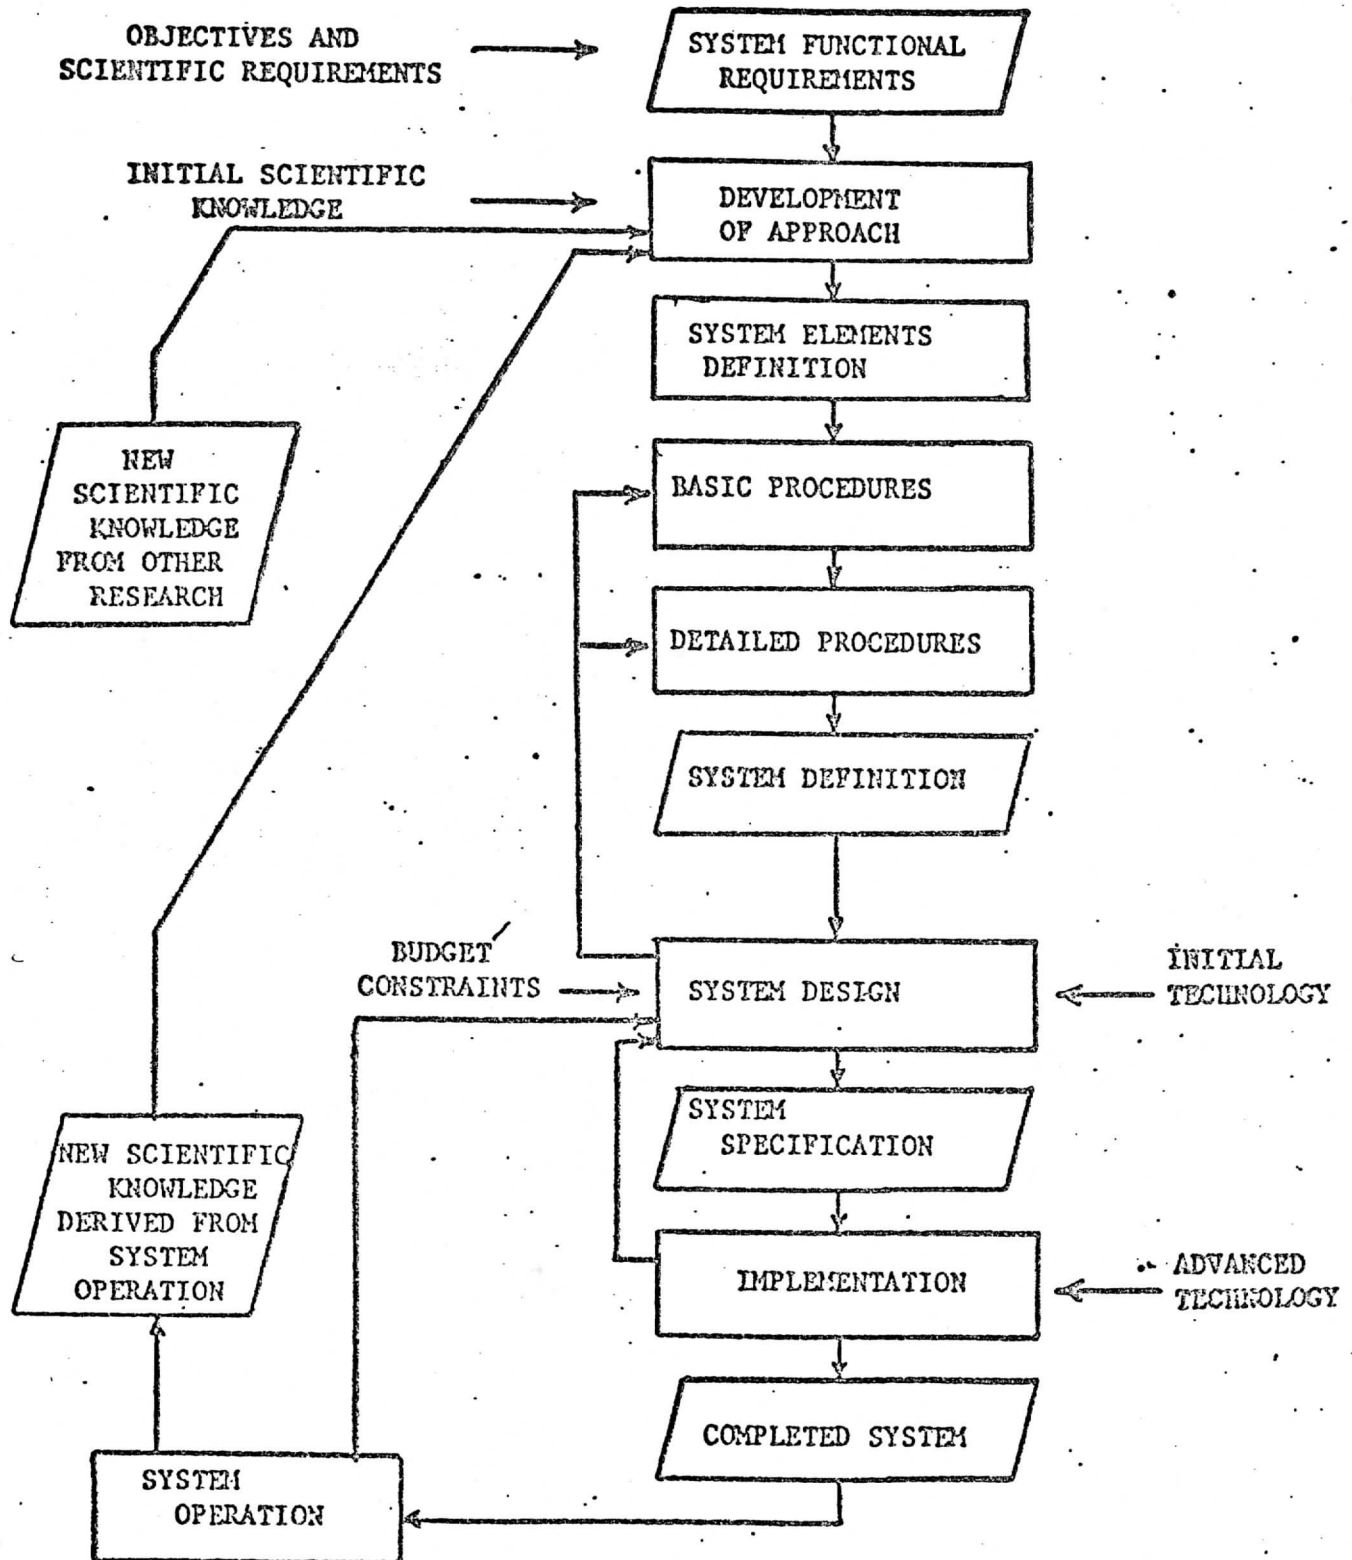 OBJECTIVES AND
SCIENTIFIC REQUIREMENTS
SYSTEM FUNCTIONAL
REQUIREMENTS
INITIAL SCIENTIFIC
KNOWLEDGE
DEVELOPMENT
OF APPROACH
SYSTEM ELEMENTS
DEFINITION
NEW
SCIENTIFIC
KNOWLEDGE
FROM OTHER
RESEARCH
BASIC PROCEDURES
DETAILED PROCEDURES
SYSTEM DEFINITION
BUDGET
CONSTRAINTS
SYSTEM DESIGN
INITIAL
TECHNOLOGY
SYSTEM
SPECIFICATION
NEW SCIENTIFIC
KNOWLEDGE
DERIVED FROM
SYSTEM
OPERATION
IMPLEMENTATION
ADVANCED
TECHNOLOGY
COMPLETED SYSTEM
SYSTEM
OPERATION